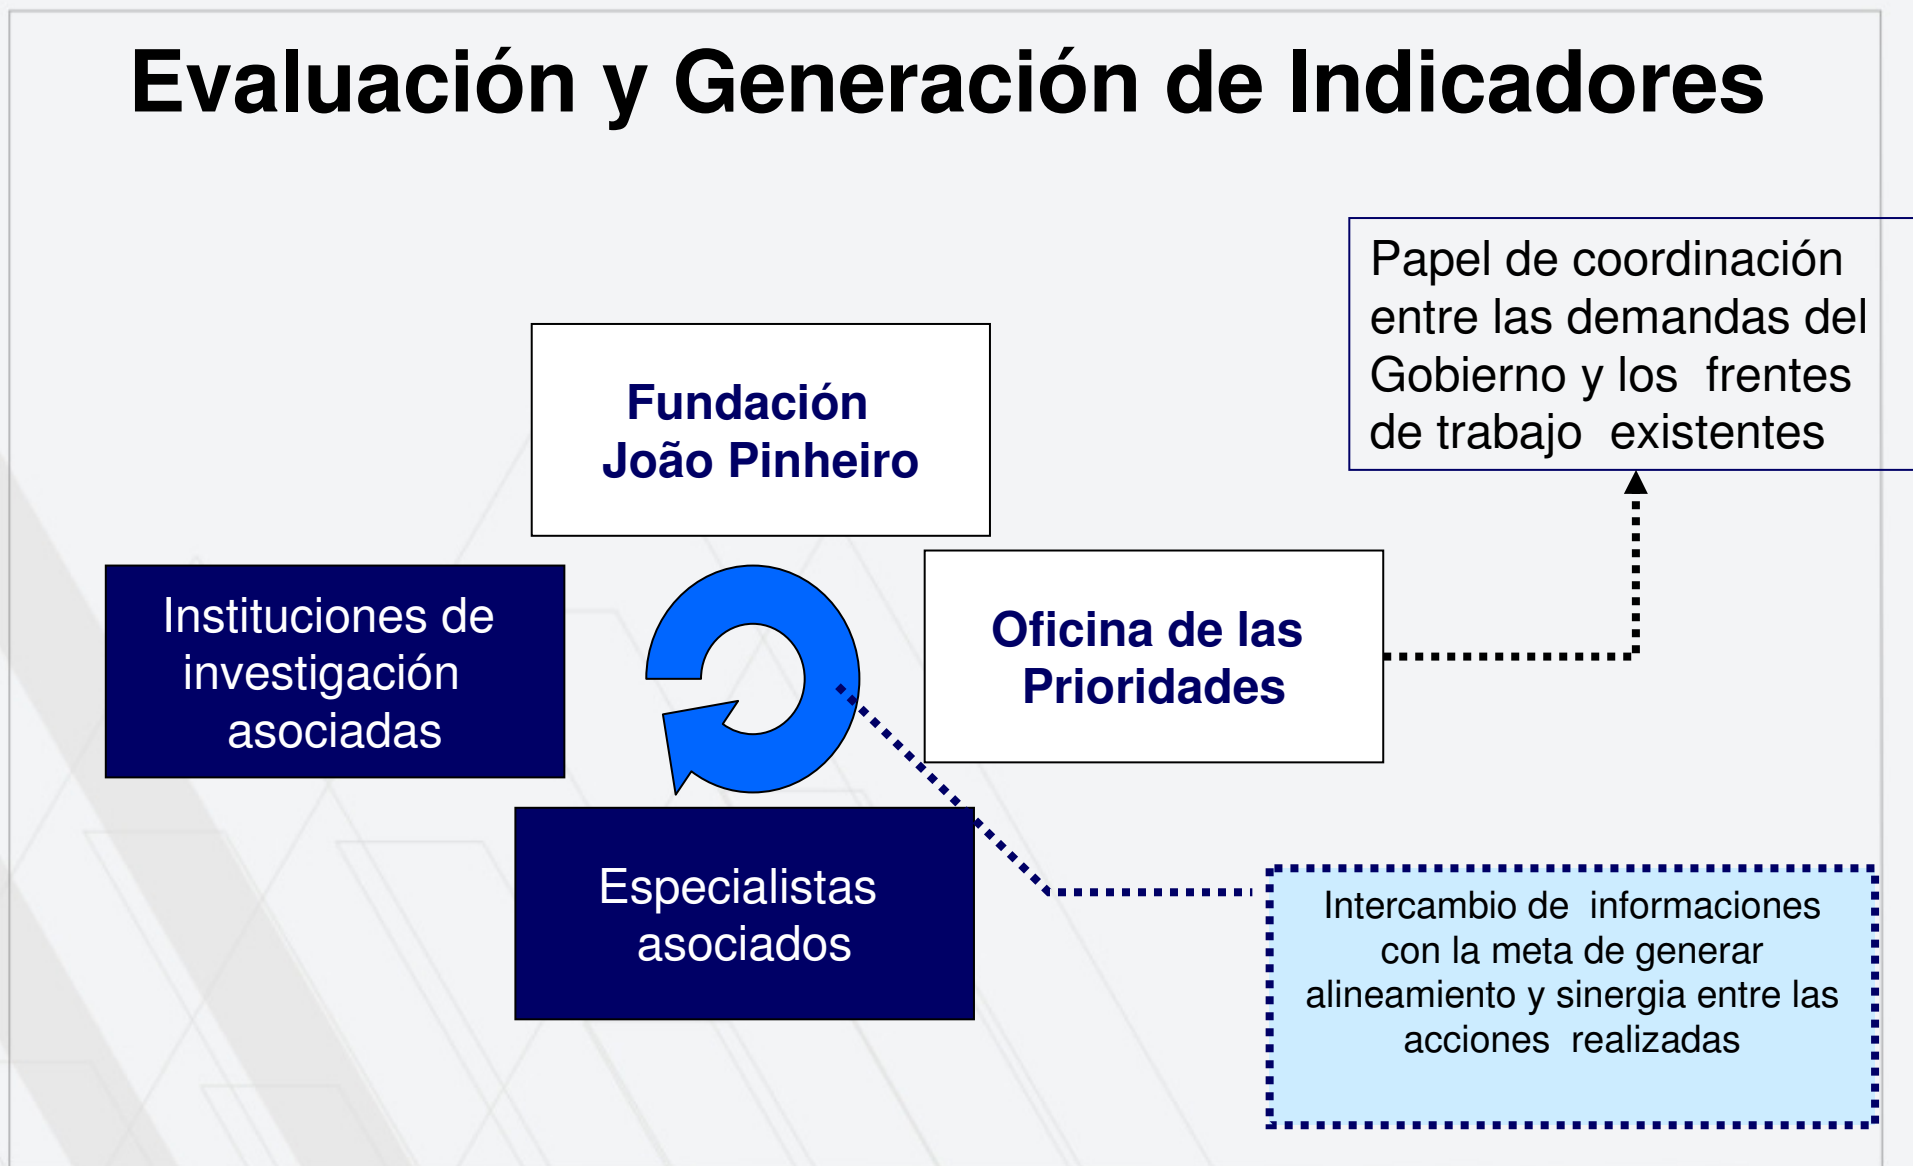 Evaluación y Generación de Indicadores
Papel de coordinación
entre las demandas del
Gobierno y los frentes
de trabajo existentes
Fundación
João Pinheiro
Instituciones de
investigación
asociadas
Oficina de las
Prioridades
Especialistas
asociados
Intercambio de informaciones
con la meta de generar
alineamiento y sinergia entre las
acciones realizadas